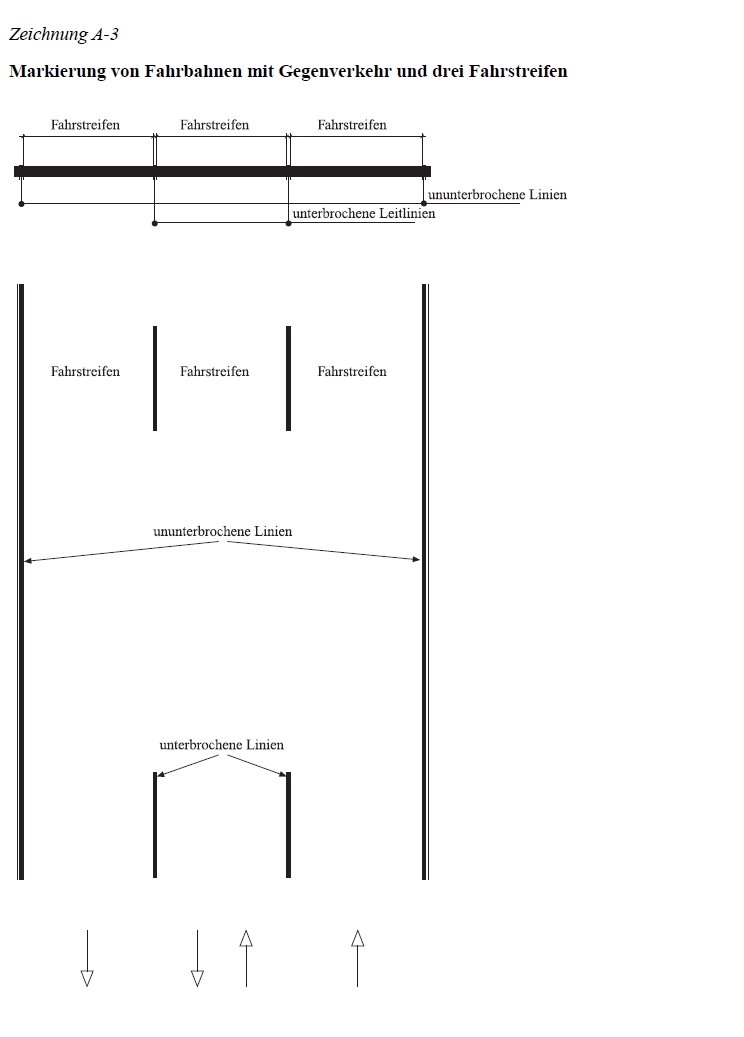 Zeichnung A-3
Markierung von Fahrbahnen mit Gegenverkehr und drei Fahrstreifen
Fahrstreifen Fahrstreifen Fahrstreifen
ununterbrochene Linien
unterbrochene Leitlinien
Fahrstreifen Fahrstreifen Fahrstreifen
ununterbrochene Linien
unterbrochene Linien